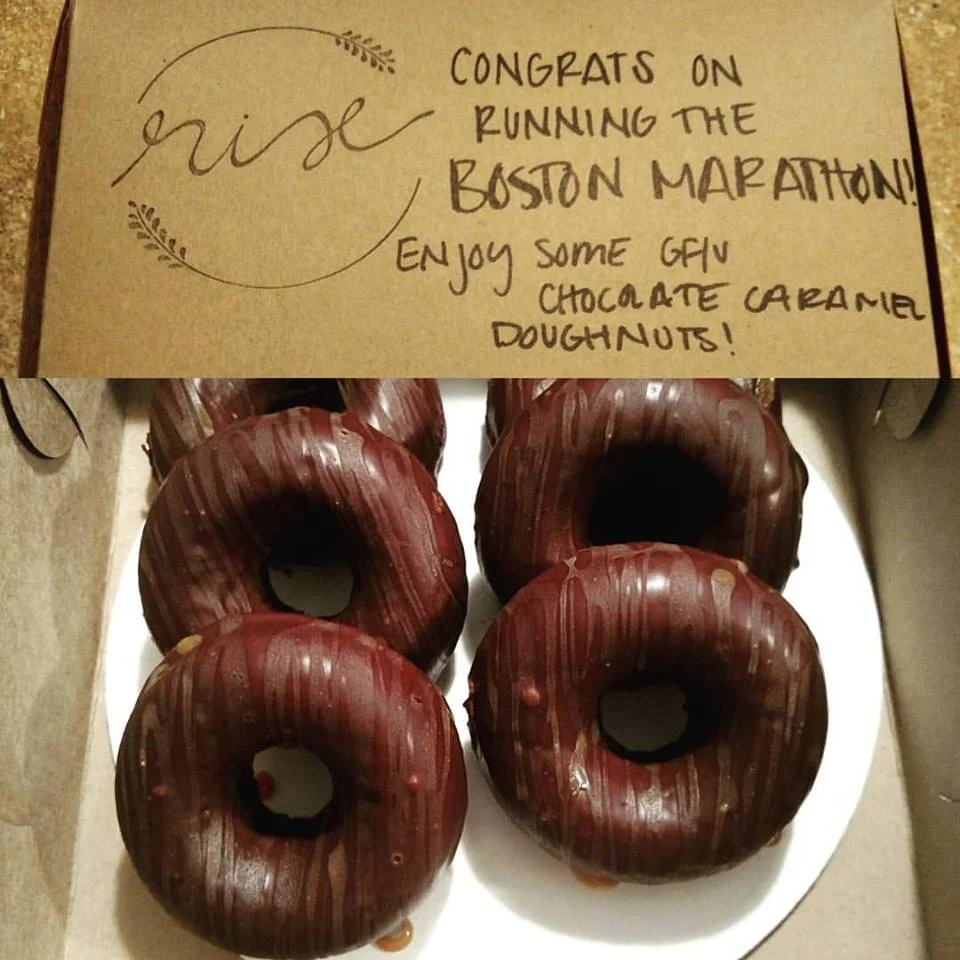 rise
CONGRATS ON
RUNNING THE
BOSTON MARATHON!
ENJOY SOME GF/V
CHOCOLATE CARAMEL
DOUGHNUTS!